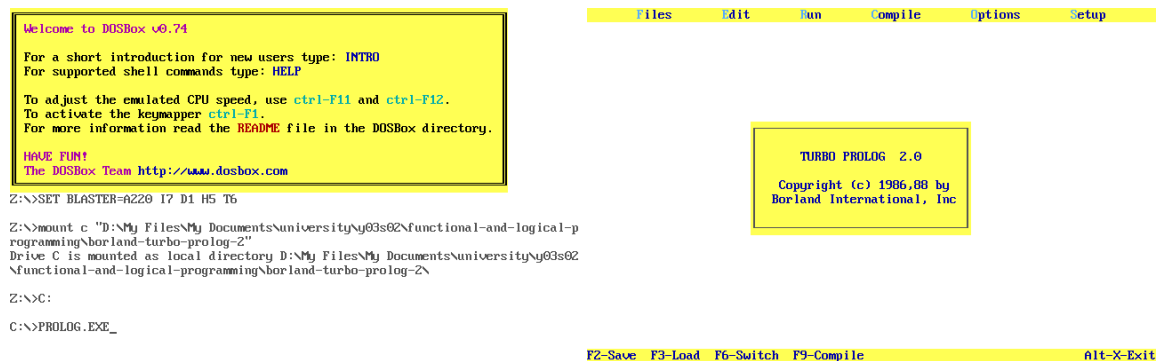 Welcome to DOSBox v0.74
For a short introduction for new users type: INTRO
For supported shell commands type: HELP
To adjust the emulated CPU speed, use ctrl-F11 and ctrl-F12.
To activate the keymapper ctrl-F1.
For more information read the README file in the DOSBox directory.
HAVE FUN!
The DOSBox Team http://www.dosbox.com
Z:\>SET BLASTER=A220 I7 D1 H5 T6
Z:\>mount c "D:\My Files\My Documents\university\y03s02\functional-and-logical-p
rogramming\borland-turbo-prolog-2"
Drive C is mounted as local directory D:\My Files\My Documents\university\y03s02
\functional-and-logical-programming\borland-turbo-prolog-2\
Z:\>C:
C:\>PROLOG.EXE_
Files Edit Run Compile Options Setup
TURBO PROLOG 2.0
Copyright (c) 1986,88 by
Borland International, Inc
F2-Save F3-Load F6-Switch F9-Compile Alt-X-Exit